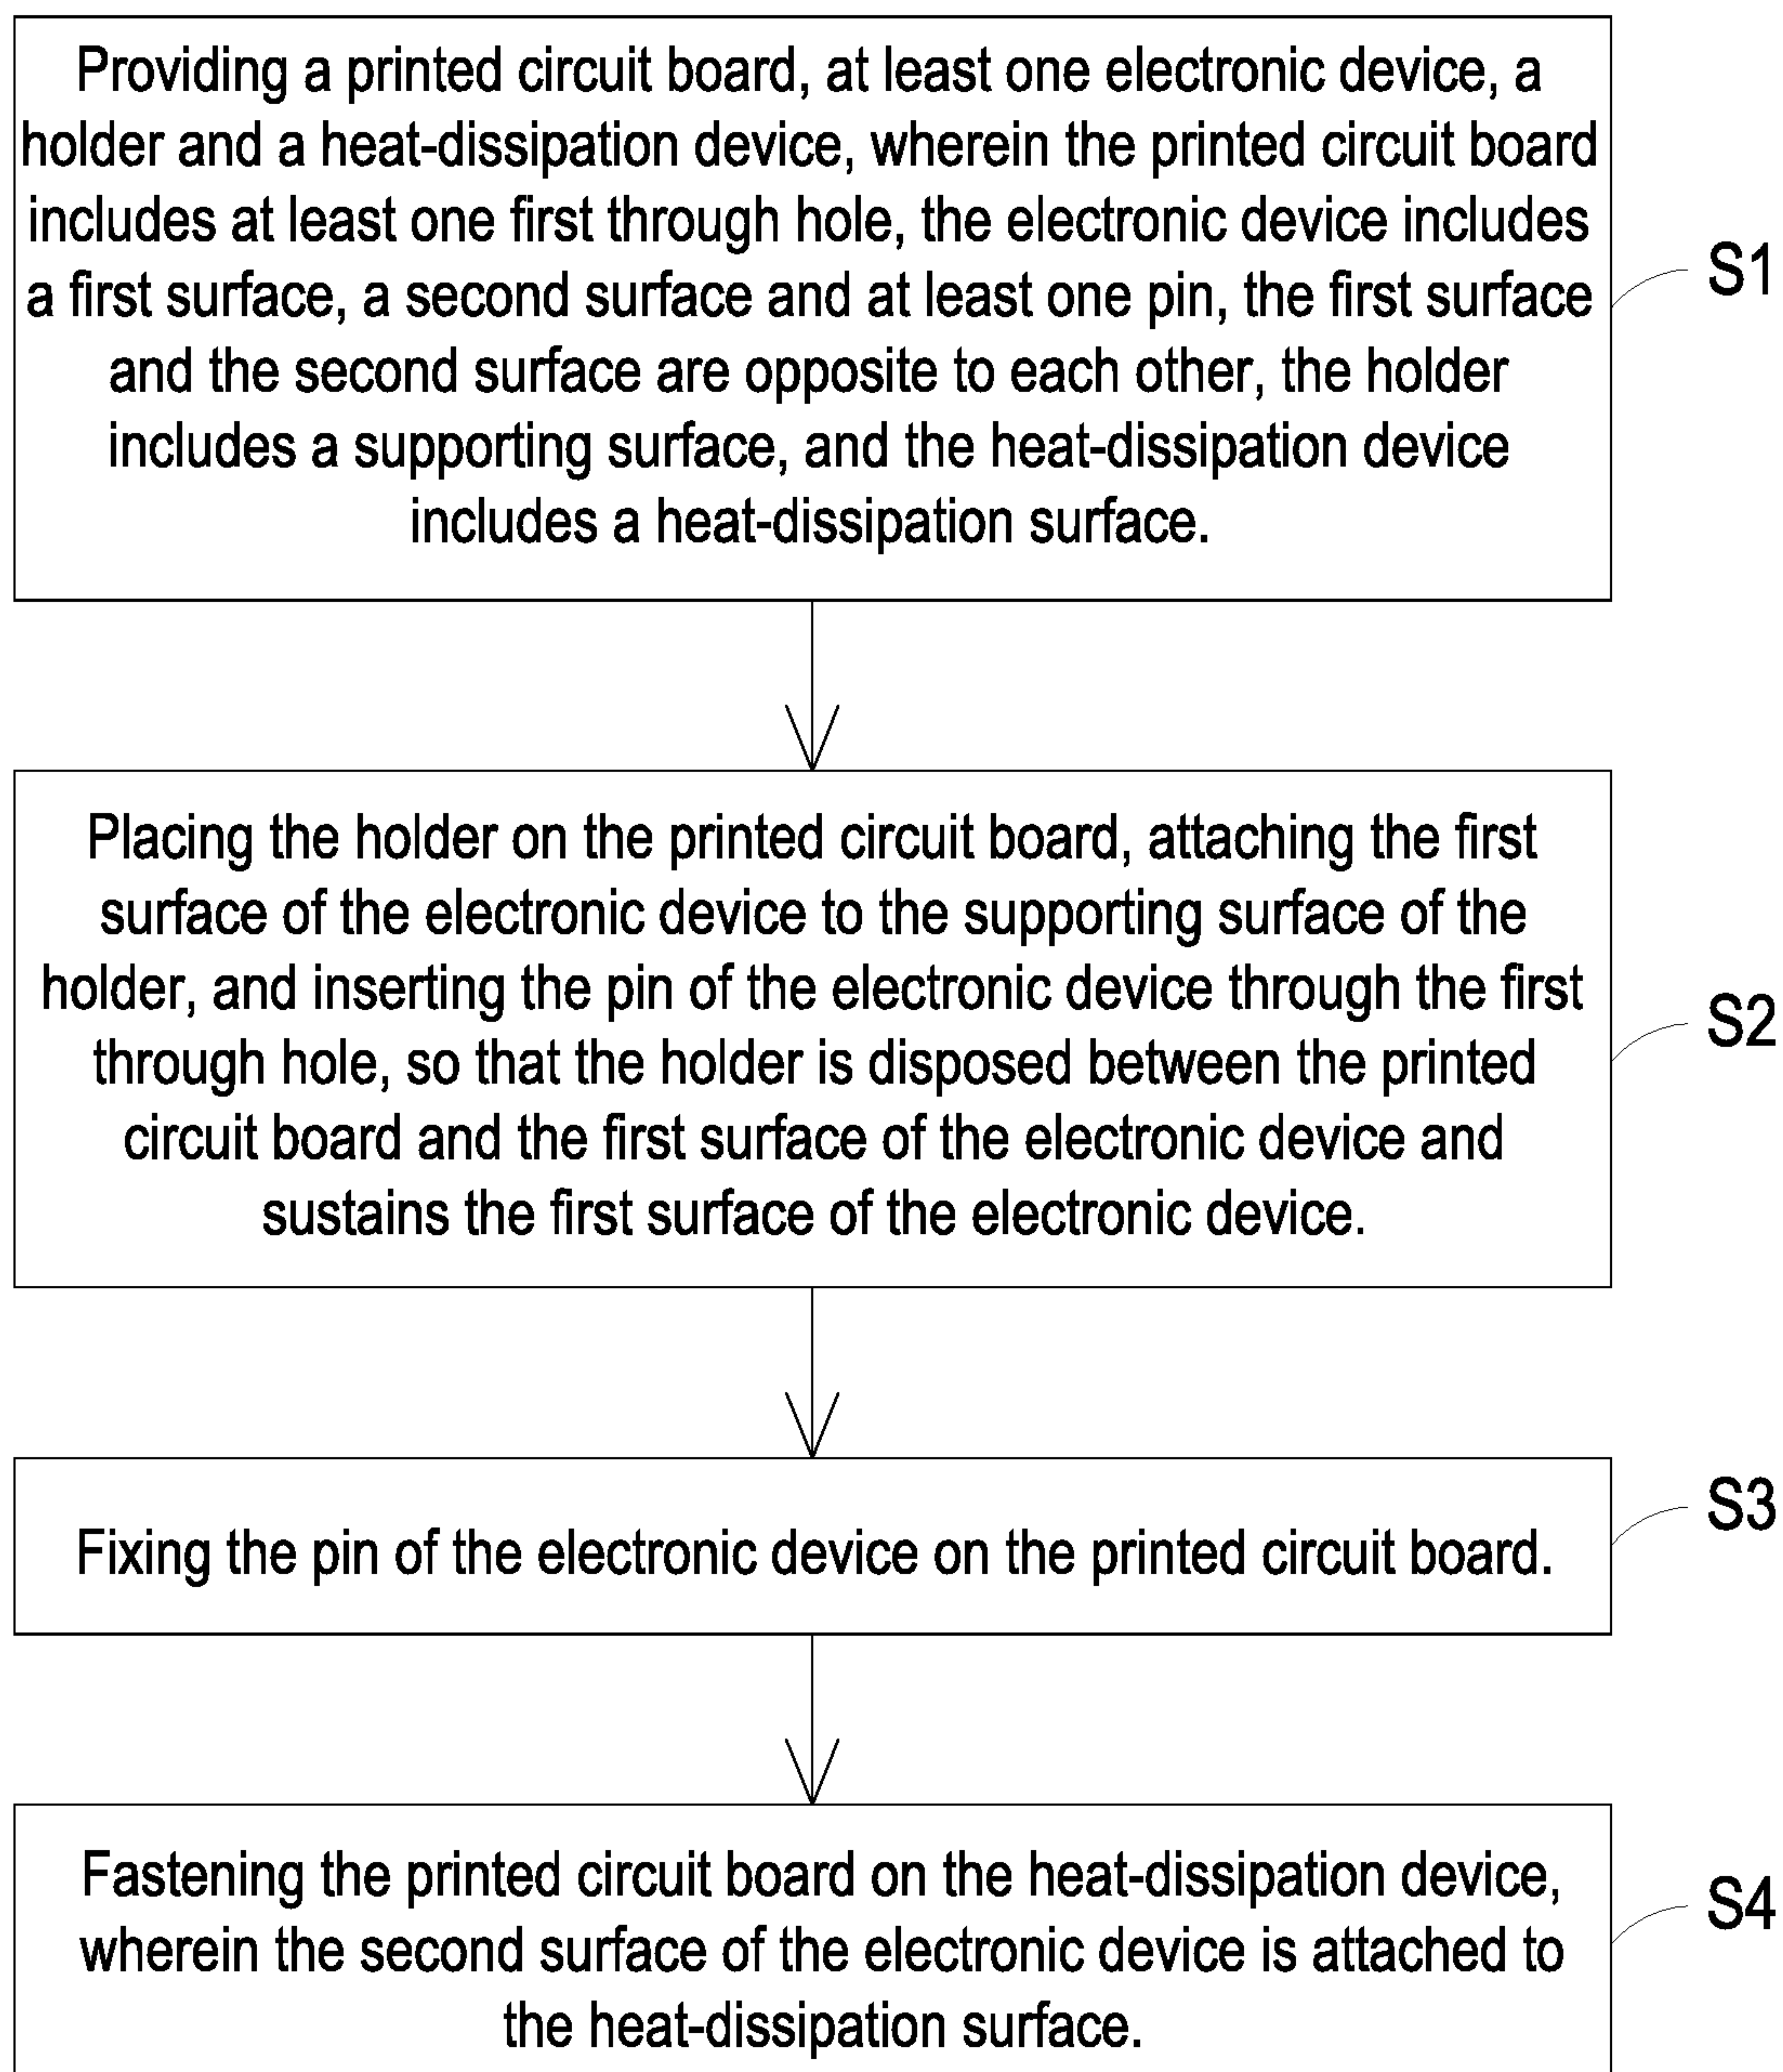 Providing a printed circuit board, at least one electronic device, a
holder and a heat-dissipation device, wherein the printed circuit board
includes at least one first through hole, the electronic device includes
a first surface, a second surface and at least one pin, the first surface
and the second surface are opposite to each other, the holder
includes a supporting surface, and the heat-dissipation device
includes a heat-dissipation surface.
S1
Placing the holder on the printed circuit board, attaching the first
surface of the electronic device to the supporting surface of the
holder, and inserting the pin of the electronic device through the first
through hole, so that the holder is disposed between the printed
circuit board and the first surface of the electronic device and
sustains the first surface of the electronic device.
S2
Fixing the pin of the electronic device on the printed circuit board.
S3
Fastening the printed circuit board on the heat-dissipation device,
wherein the second surface of the electronic device is attached to
the heat-dissipation surface.
S4